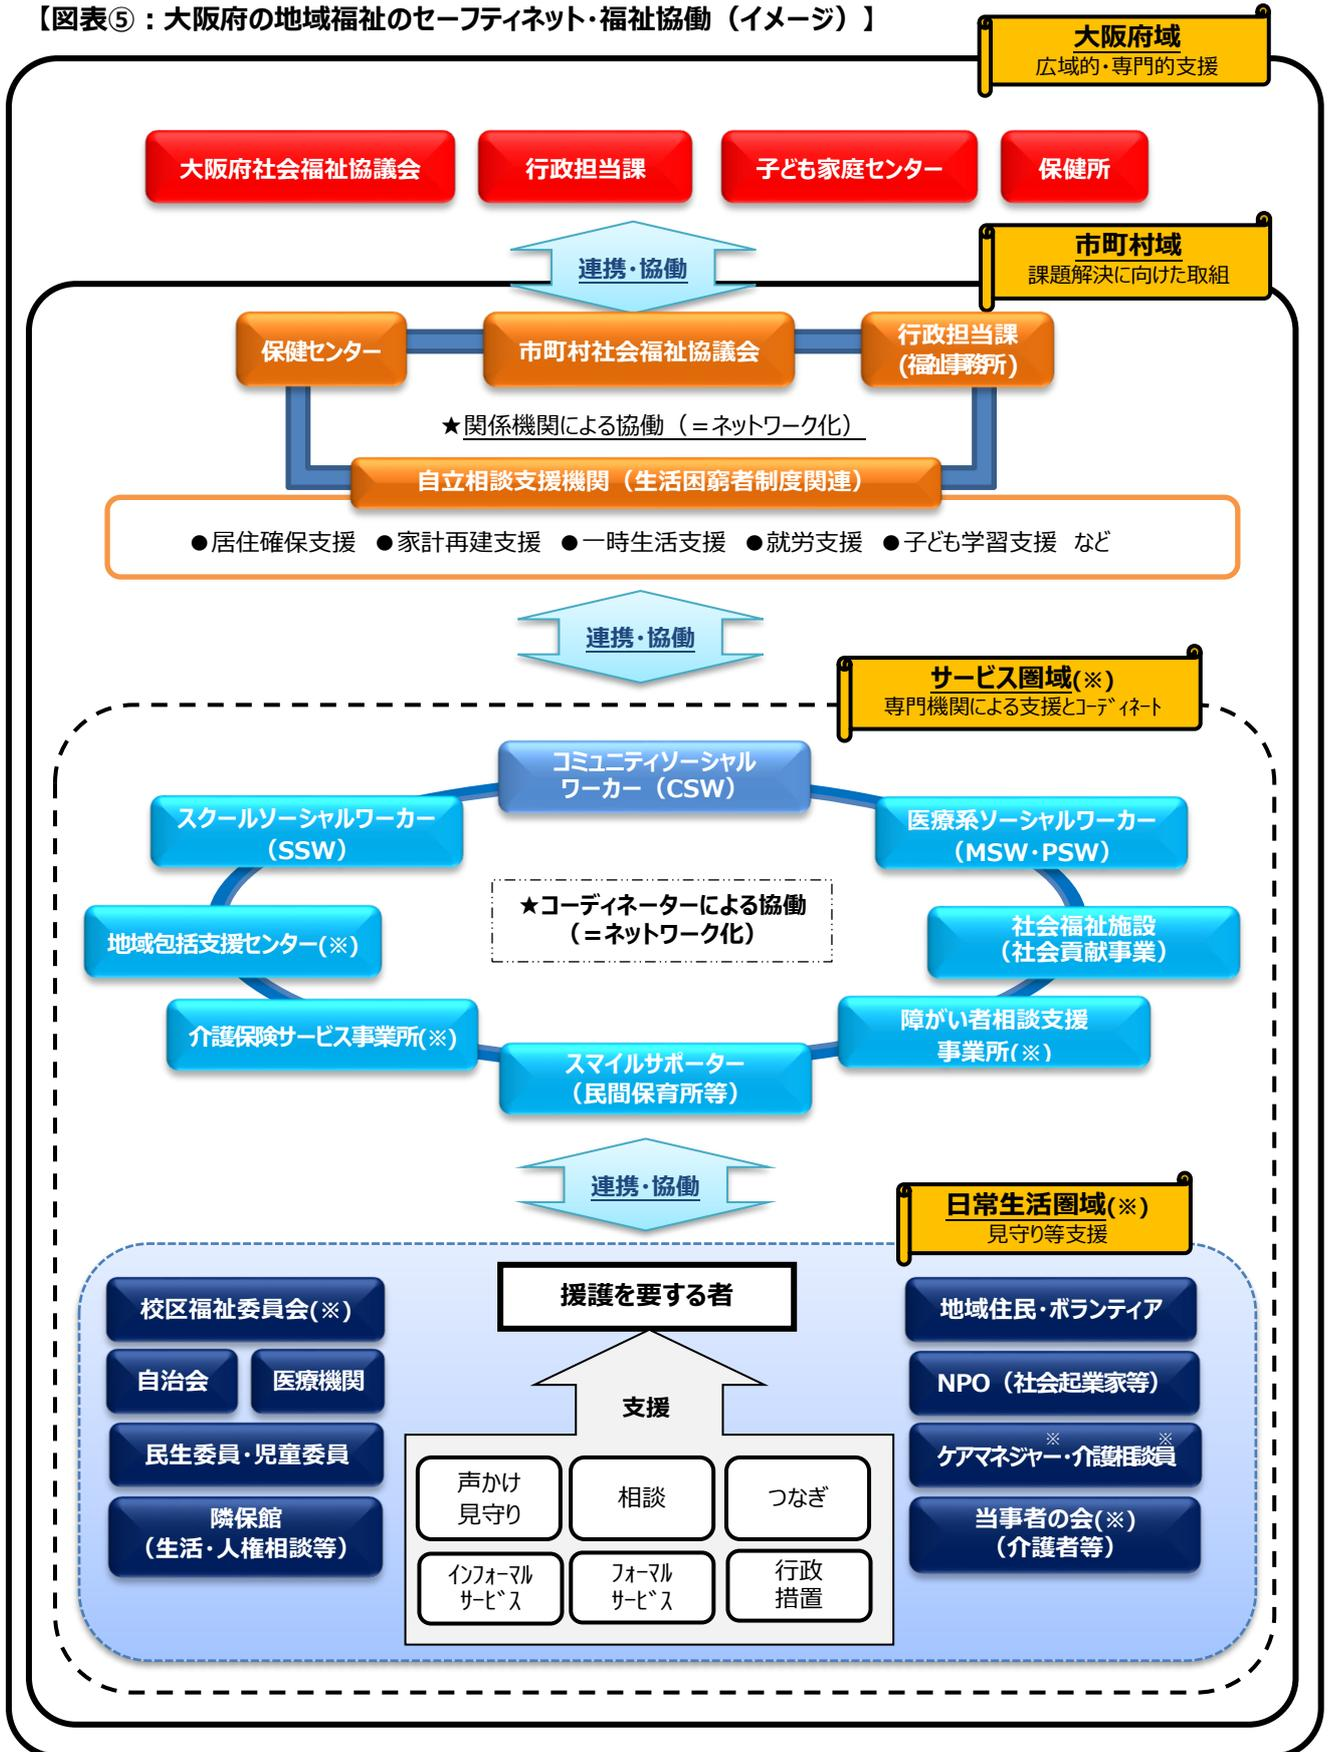 【図表⑤：大阪府の地域福祉のセーフティネット・福祉協働（イメージ）】
大阪府域
広域的・専門的支援
大阪府社会福祉協議会
行政担当課
子ども家庭センター
保健所
連携・協働
市町村域
課題解決に向けた取組
保健センター
市町村社会福祉協議会
行政担当課
(福祉事務所)
★関係機関による協働（＝ネットワーク化）
自立相談支援機関（生活困窮者制度関連）
●居住確保支援　●家計再建支援　●一時生活支援　●就労支援　●子ども学習支援　など
連携・協働
サービス圏域(※)
専門機関による支援とｺｰﾃﾞｨﾈｰﾄ
コミュニティソーシャル
ワーカー（CSW）
スクールソーシャルワーカー
（SSW）
医療系ソーシャルワーカー
（MSW・PSW）
★コーディネーターによる協働
（＝ネットワーク化）
地域包括支援センター(※)
社会福祉施設
（社会貢献事業）
介護保険サービス事業所(※)
障がい者相談支援
事業所(※)
スマイルサポーター
（民間保育所等）
連携・協働
日常生活圏域(※)
見守り等支援
援護を要する者
校区福祉委員会(※)
自治会
医療機関
民生委員・児童委員
隣保館
（生活・人権相談等）
支援
声かけ
見守り
相談
つなぎ
ｲﾝﾌｫｰﾏﾙ
ｻｰﾋﾞｽ
ﾌｫｰﾏﾙ
ｻｰﾋﾞｽ
行政
措置
地域住民・ボランティア
NPO（社会起業家等）
※　※
ケアマネジャー・介護相談員
当事者の会(※)
（介護者等）